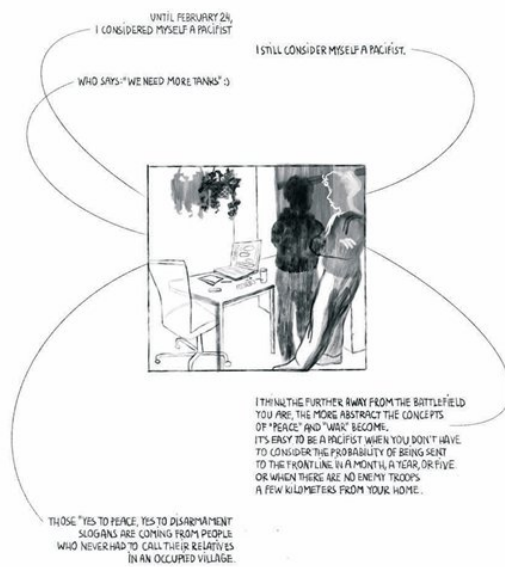 UNTIL FEBRUARY 24,
I CONSIDERED MYSELF A PACIFIST
I STILL CONSIDER MYSELF A PACIFIST.
WHO SAYS: "WE NEED MORE TANKS" :)
I THINK THE FURTHER AWAY FROM THE BATTLEFIELD
YOU ARE, THE MORE ABSTRACT THE CONCEPTS
OF "PEACE" AND "WAR" BECOME.
IT'S EASY TO BE A PACIFIST WHEN YOU DON'T HAVE
TO CONSIDER THE PROBABILITY OF BEING SENT
TO THE FRONTLINE IN A MONTH, A YEAR, OR FIVE.
OR WHEN THERE ARE NO ENEMY TROOPS
A FEW KILOMETERS FROM YOUR HOME.
THOSE "YES TO PEACE, YES TO DISARMAMENT
SLOGANS ARE COMING FROM PEOPLE
WHO NEVER HAD TO CALL THEIR RELATIVES
IN AN OCCUPIED VILLAGE.